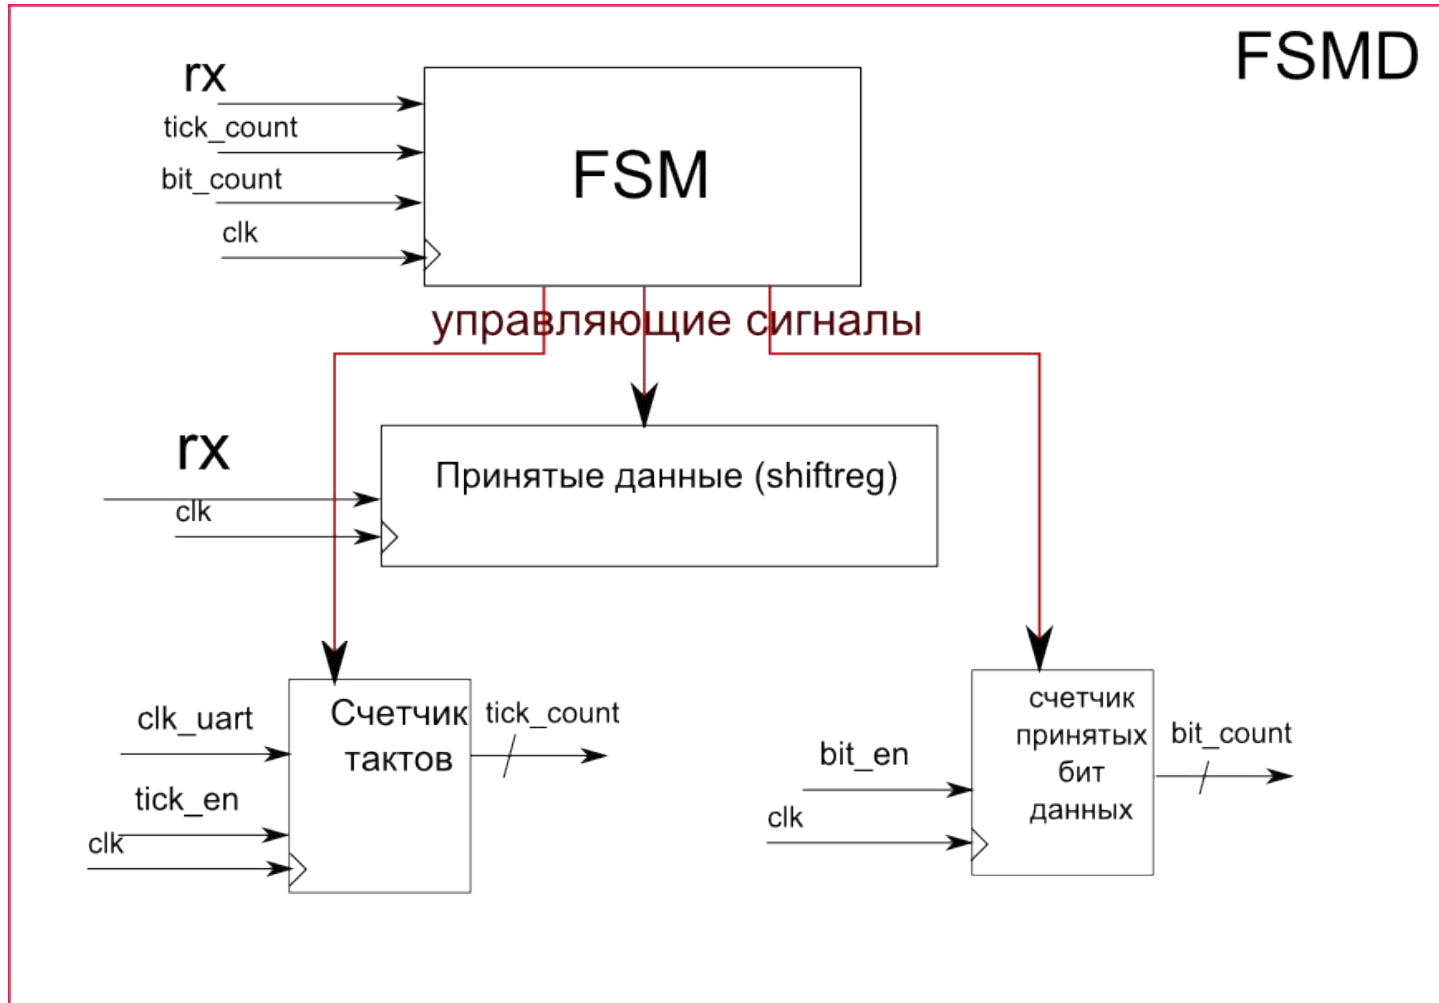 FSMD
rx
tick_count
bit_count
clk
FSM
управляющие сигналы
rx
clk
Принятые данные (shiftreg)
clk_uart
tick_en
clk
Счетчик
тактов
tick_count
bit_en
clk
счетчик
принятых
бит
данных
bit_count